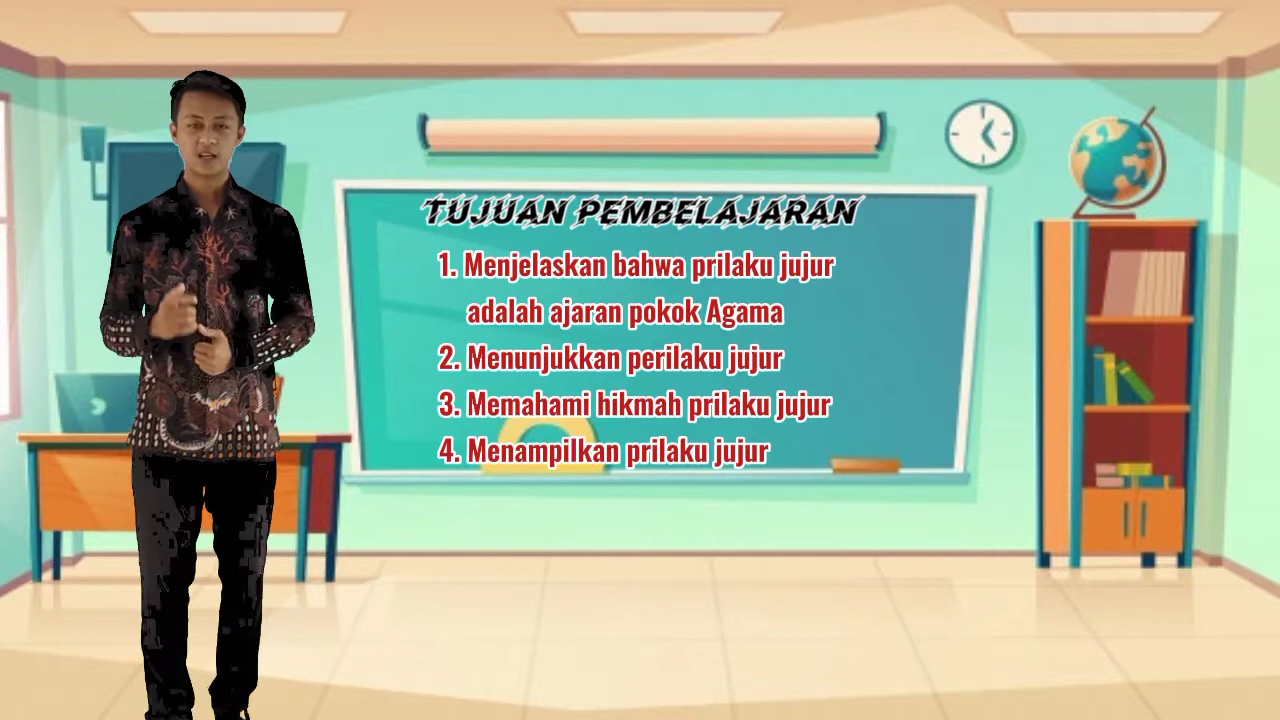 TUJUAN PEMBELAJARAN
1. Menjelaskan bahwa prilaku jujur
adalah ajaran pokok Agama
2. Menunjukkan perilaku jujur
3. Memahami hikmah prilaku jujur
4. Menampilkan prilaku jujur